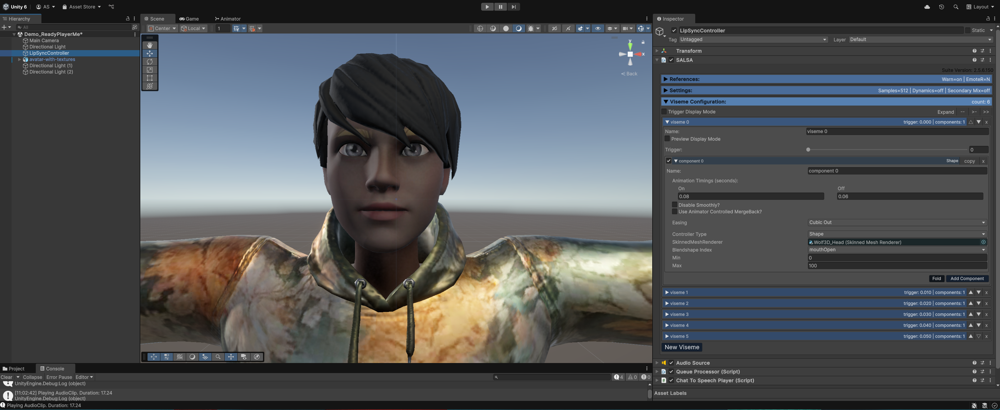 Unity 6 AS Asset Store Layout
Hierarchy
All
Demo_ReadyPlayerMe*
Main Camera
Directional Light
LipSyncController
avatar-with-textures
Directional Light (1)
Directional Light (2)
Scene Game Animator
Center Local 1 2D
y
x
Back
Inspector
LipSyncController Static
Tag Untagged Layer Default
Transform
SALSA
Suite Version: 2.5.6.150
References: Warn=on | EmoteR=N
Settings: Samples=512 | Dynamics=off | Secondary Mix=off
Viseme Configuration: count: 6
Trigger Display Mode Expand -- >- >>
viseme 0 trigger: 0.000 | components: 1 x
Name: viseme 0
Preview Display Mode
Trigger: 0
component 0 Shape copy x
Name: component 0
Animation Timings (seconds):
On Off
0.08 0.06
Disable Smoothly?
Use Animator Controlled MergeBack?
Easing Cubic Out
Controller Type Shape
SkinnedMeshRenderer Wolf3D_Head (Skinned Mesh Renderer)
Blendshape Index mouthOpen
Min 0
Max 100
Fold Add Component
viseme 1 trigger: 0.010 | components: 1 x
viseme 2 trigger: 0.020 | components: 1 x
viseme 3 trigger: 0.030 | components: 1 x
viseme 4 trigger: 0.040 | components: 1 x
viseme 5 trigger: 0.050 | components: 1 x
New Viseme
Audio Source
Queue Processor (Script)
Chat To Speech Player (Script)
Asset Labels
Project Console
Clear Collapse Error Pause Editor 4 0 0
UnityEngine.Debug:Log (object)
[11:02:42] Playing AudioClip. Duration: 17.24
UnityEngine.Debug:Log (object)
Playing AudioClip. Duration: 17.24